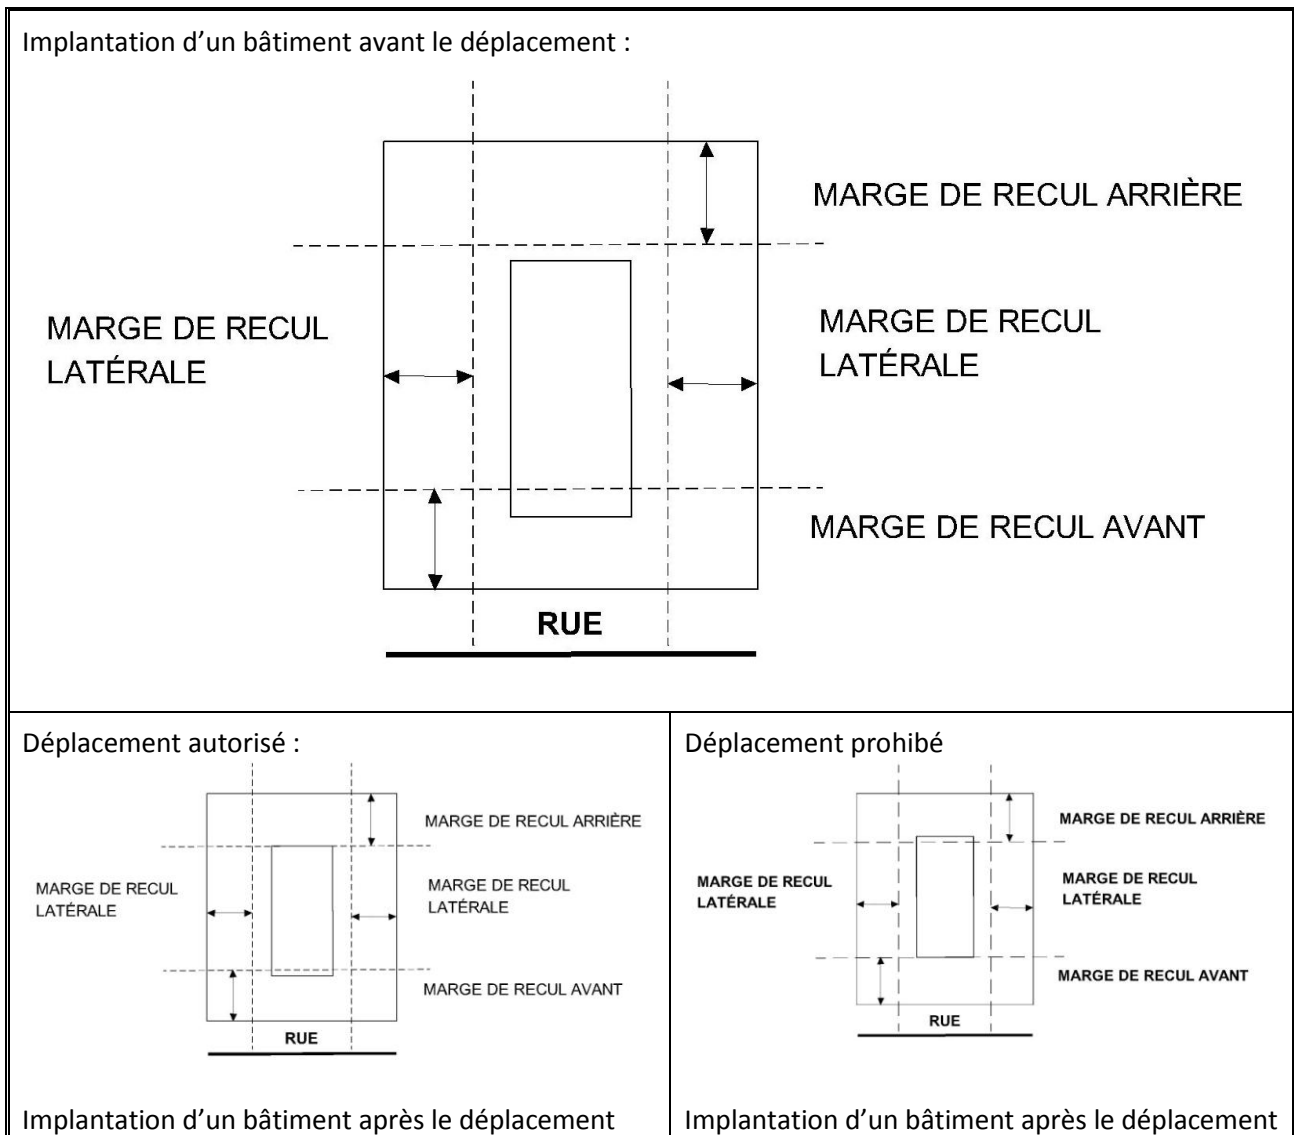 Implantation d’un bâtiment avant le déplacement :
MARGE DE RECUL ARRIÈRE
MARGE DE RECUL
LATÉRALE
MARGE DE RECUL
LATÉRALE
MARGE DE RECUL AVANT
RUE
Déplacement autorisé :
MARGE DE RECUL ARRIÈRE
MARGE DE RECUL
LATÉRALE
MARGE DE RECUL
LATÉRALE
MARGE DE RECUL AVANT
RUE
Implantation d’un bâtiment après le déplacement
Déplacement prohibé
MARGE DE RECUL ARRIÈRE
MARGE DE RECUL
LATÉRALE
MARGE DE RECUL
LATÉRALE
MARGE DE RECUL AVANT
RUE
Implantation d’un bâtiment après le déplacement